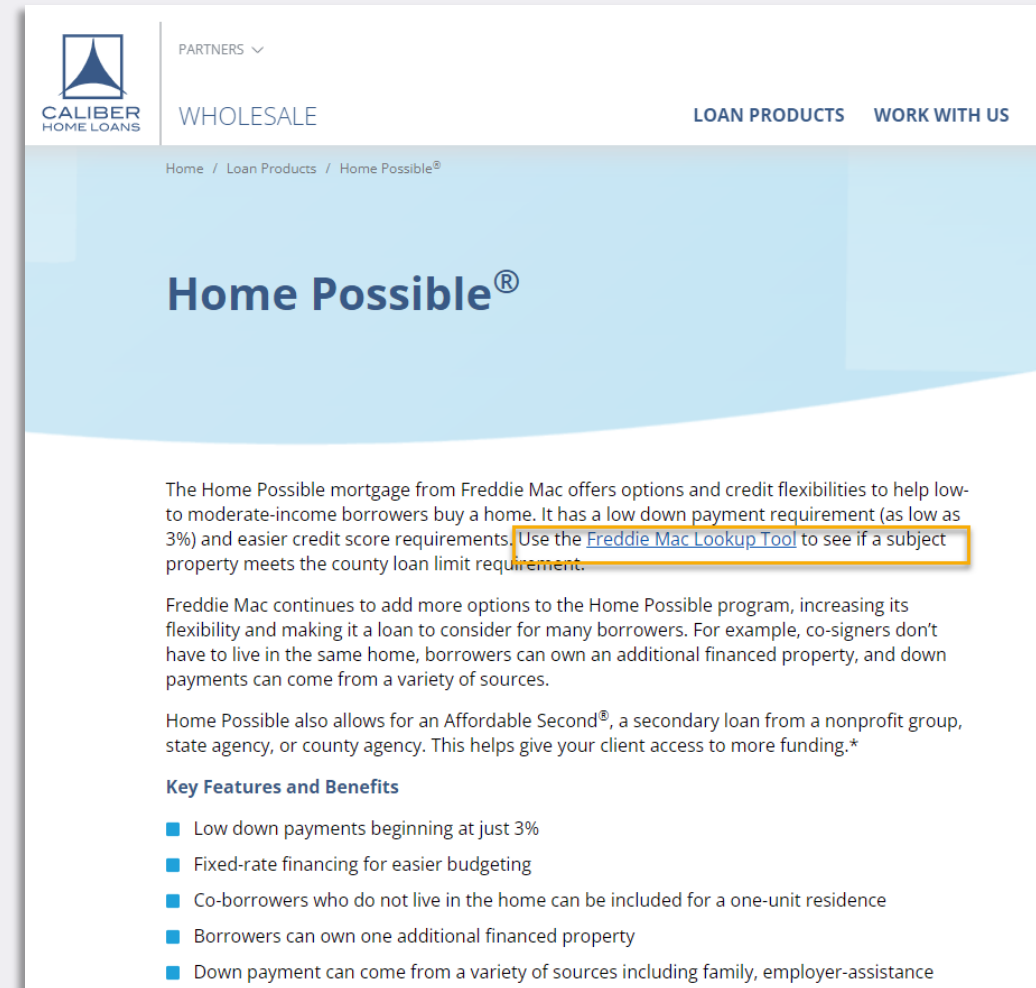 PARTNERS
CALIBER
HOME LOANS
WHOLESALE
LOAN PRODUCTS WORK WITH US
Home / Loan Products / Home Possible®
Home Possible®
The Home Possible mortgage from Freddie Mac offers options and credit flexibilities to help low-
to moderate-income borrowers buy a home. It has a low down payment requirement (as low as
3%) and easier credit score requirements. Use the Freddie Mac Lookup Tool to see if a subject
property meets the county loan limit requirement.
Freddie Mac continues to add more options to the Home Possible program, increasing its
flexibility and making it a loan to consider for many borrowers. For example, co-signers don’t
have to live in the same home, borrowers can own an additional financed property, and down
payments can come from a variety of sources.
Home Possible also allows for an Affordable Second®, a secondary loan from a nonprofit group,
state agency, or county agency. This helps give your client access to more funding.*
Key Features and Benefits
Low down payments beginning at just 3%
Fixed-rate financing for easier budgeting
Co-borrowers who do not live in the home can be included for a one-unit residence
Borrowers can own one additional financed property
Down payment can come from a variety of sources including family, employer-assistance